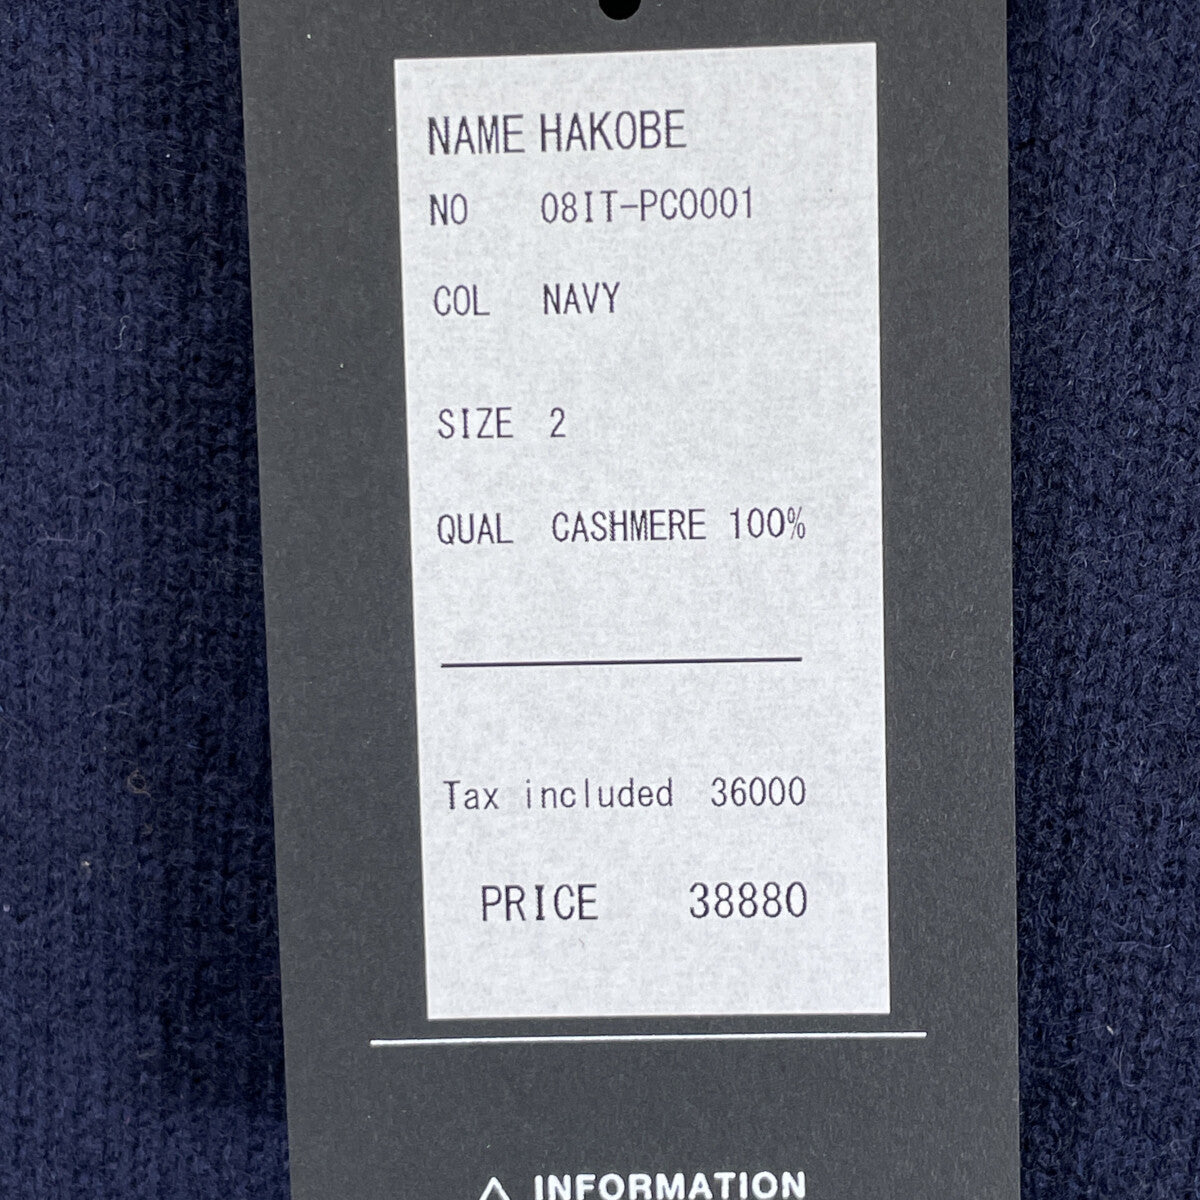 NAME HAKOBE
NO 08IT-PC0001
COL NAVY
SIZE 2
QUAL CASHMERE 100%
Tax included 36000
PRICE 38880
⚠ INFORMATION